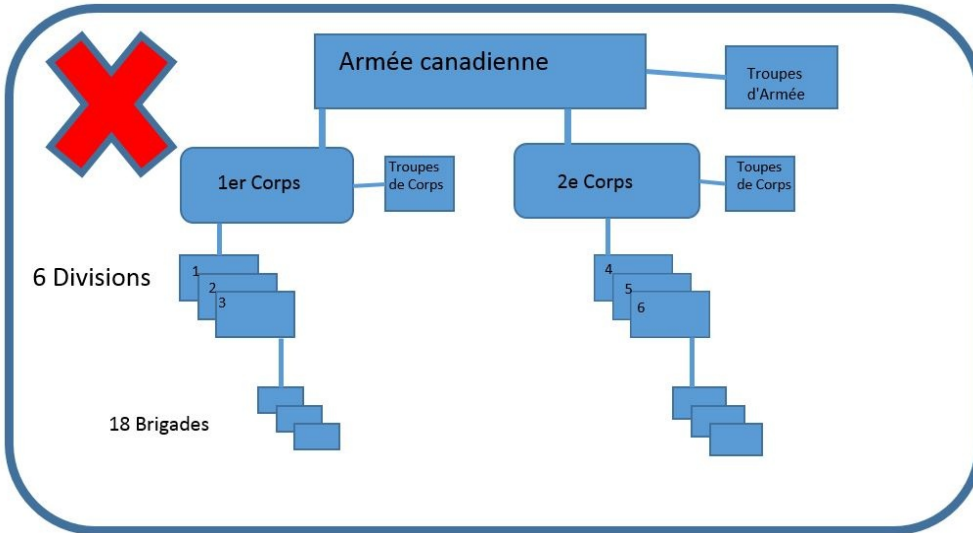 Armée canadienne
Troupes
d'Armée
1er Corps
Troupes
de Corps
2e Corps
Toupes
de Corps
6 Divisions
1
2
3
4
5
6
18 Brigades